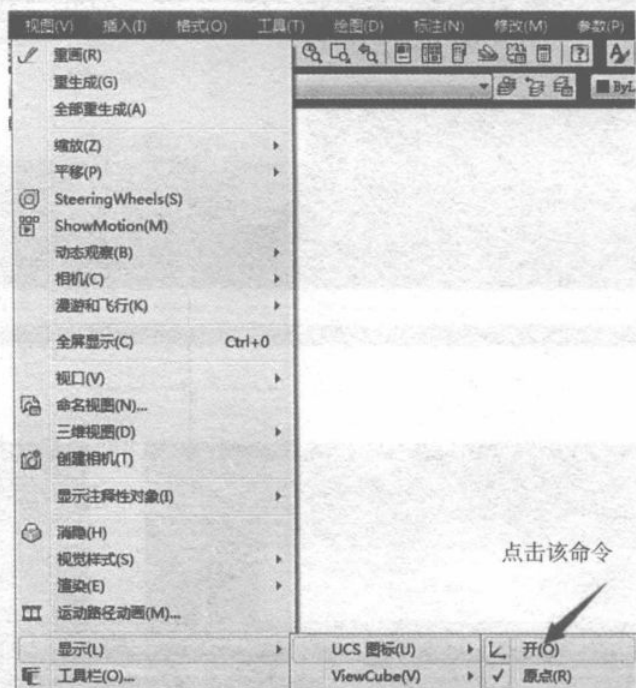 视图(V) 插入(I) 格式(O) 工具(T) 绘图(D) 标注(N) 修改(M) 参数(P)
重画(R)
重生成(G)
全部重生成(A)
ByL
缩放(Z)
平移(P)
SteeringWheels(S)
ShowMotion(M)
动态观察(B)
相机(C)
漫游和飞行(K)
全屏显示(C) Ctrl+0
视口(V)
命名视图(N)...
三维视图(D)
创建相机(T)
显示注释性对象(I)
消隐(H)
视觉样式(S)
点击该命令
渲染(E)
运动路径动画(M)...
显示(L) UCS 图标(U) 开(O)
工具栏(O)... ViewCube(V) 原点(R)